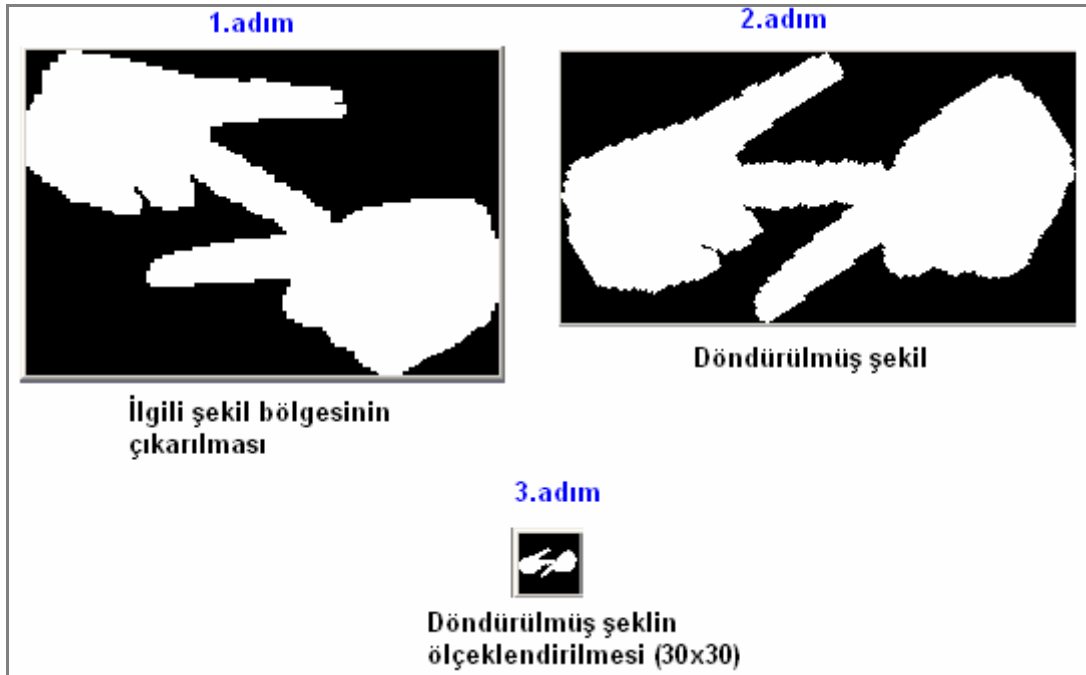 1.adım
2.adım
İlgili şekil bölgesinin
çıkarılması
Döndürülmüş şekil
3.adım
Döndürülmüş şeklin
ölçeklendirilmesi (30x30)